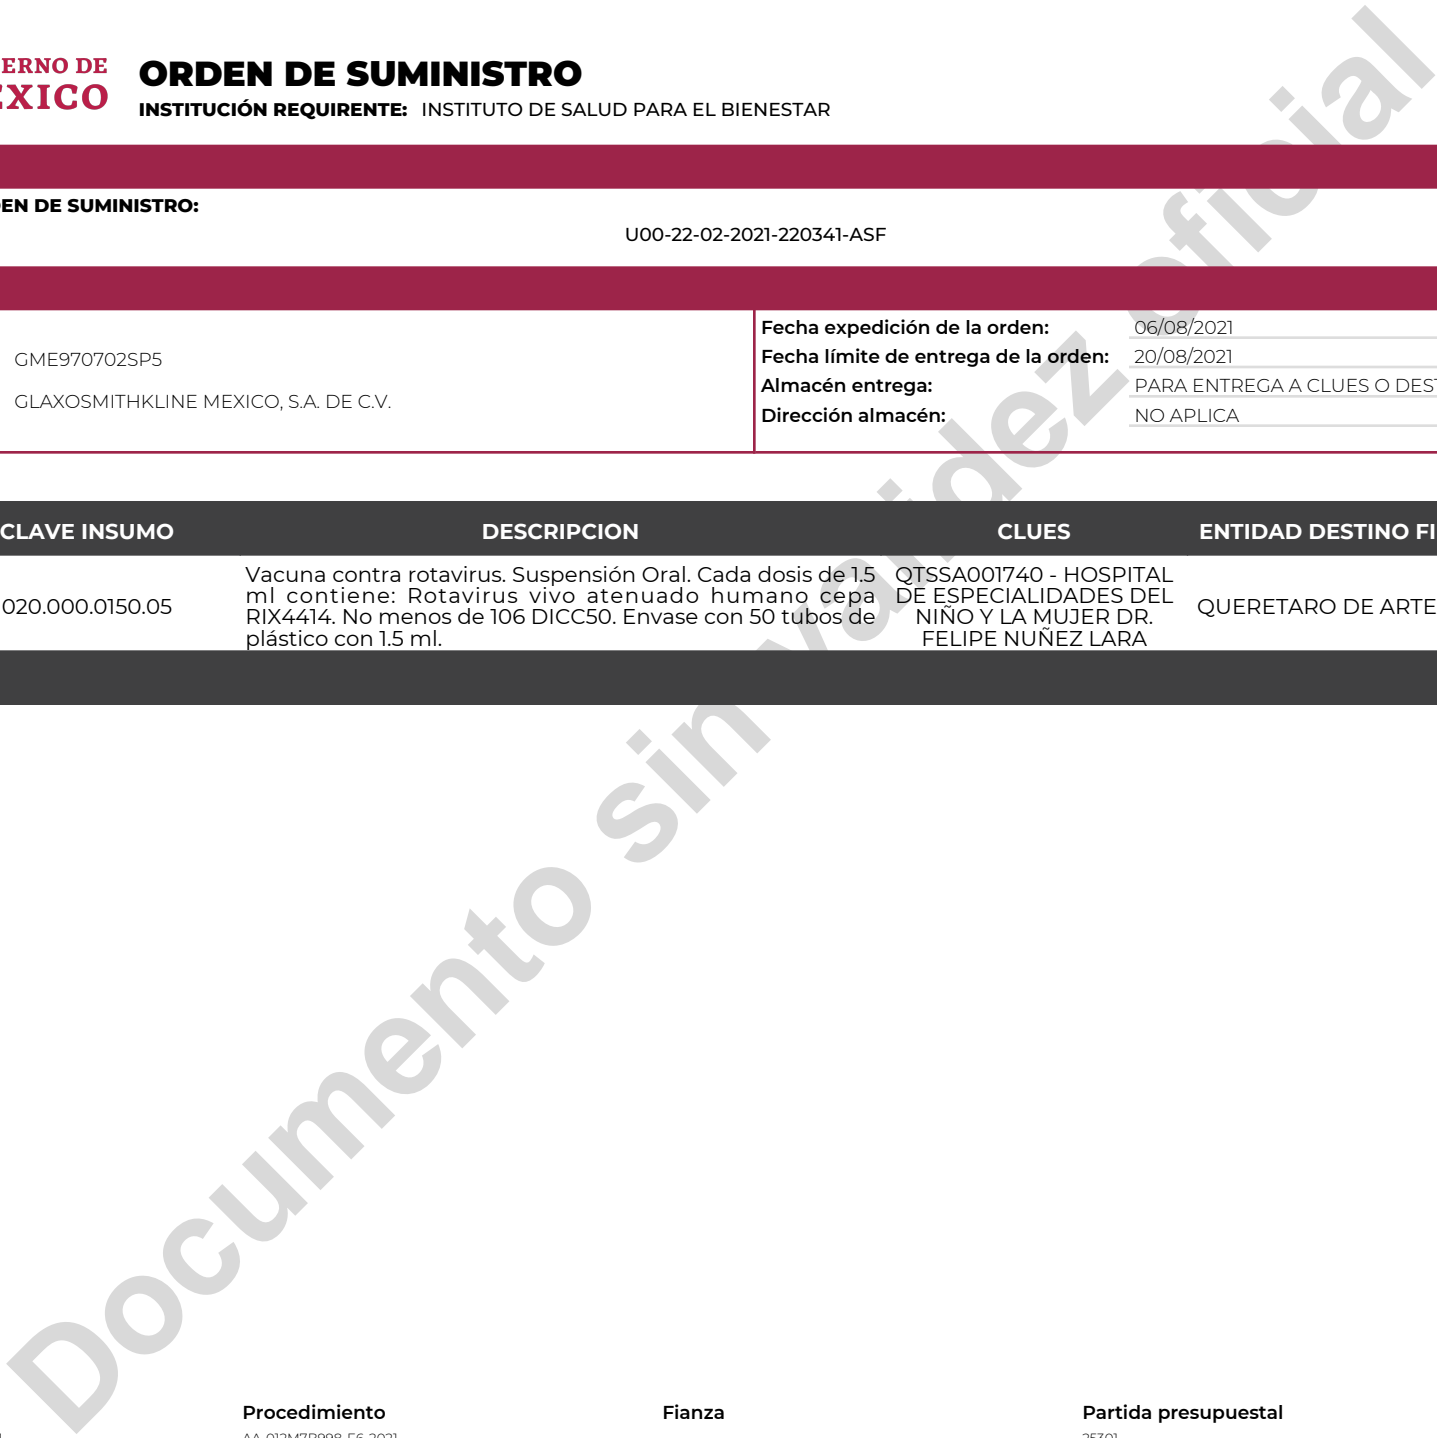 ERNO DE
ORDEN DE SUMINISTRO
INSTITUCIÓN REQUIRENTE: INSTITUTO DE SALUD PARA EL BIENESTAR
EN DE SUMINISTRO:
U00-22-02-2021-220341-ASF
GME970702SP5
GLAXOSMITHKLINE MEXICO, S.A. DE C.V.
Fecha expedición de la orden: 06/08/2021
Fecha límite de entrega de la orden: 20/08/2021
Almacén entrega: PARA ENTREGA A CLUES O DEST
Dirección almacén: NO APLICA
CLAVE INSUMO DESCRIPCION CLUES ENTIDAD DESTINO FI
020.000.0150.05
Vacuna contra rotavirus. Suspensión Oral. Cada dosis de 1.5
ml contiene: Rotavirus vivo atenuado humano cepa
RIX4414. No menos de 106 DICC50. Envase con 50 tubos de
plástico con 1.5 ml.
QTSSA001740 - HOSPITAL
DE ESPECIALIDADES DEL
NIÑO Y LA MUJER DR.
FELIPE NUÑEZ LARA
QUERETARO DE ARTE
Documento sin validez oficial
Procedimiento Fianza Partida presupuestal